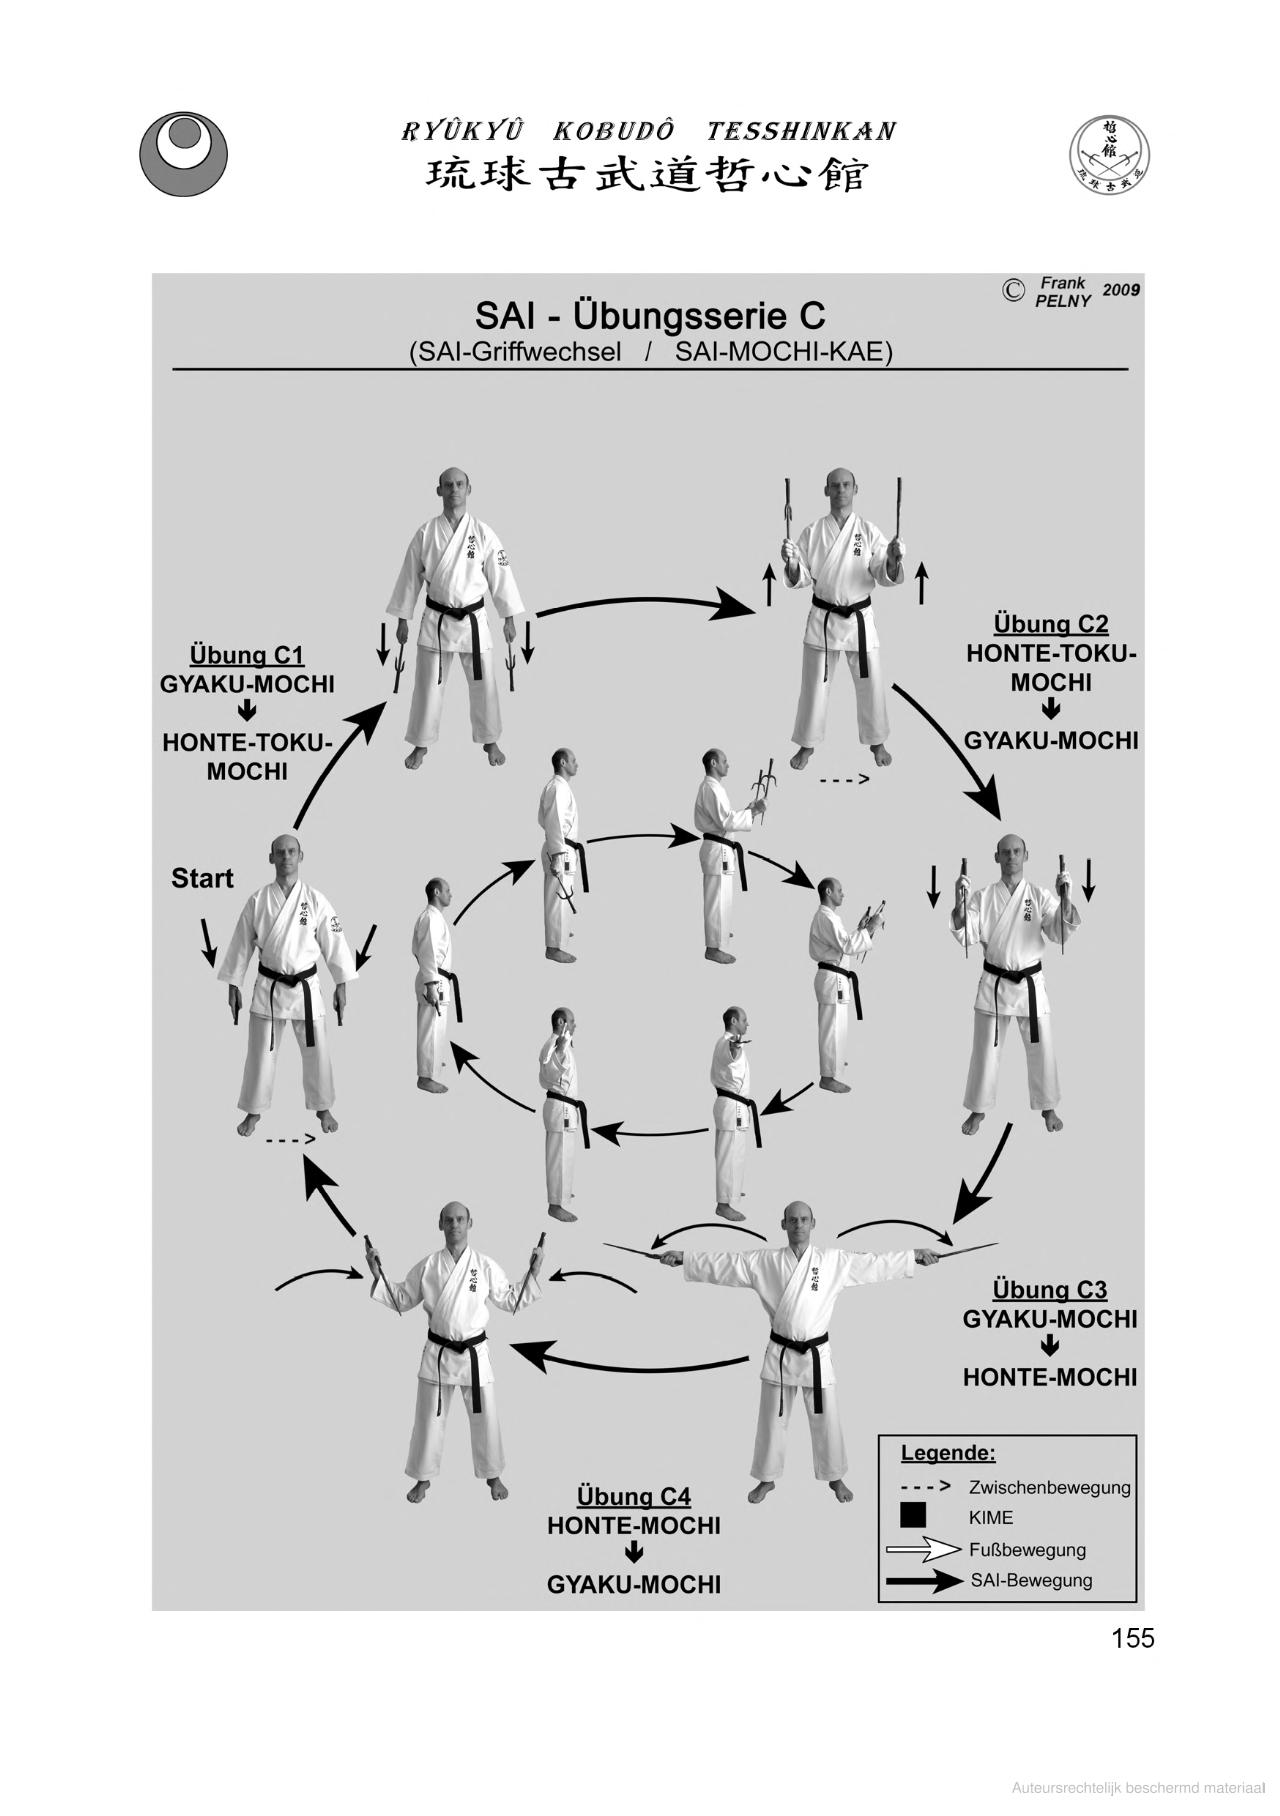 RYÛKYÛ KOBUDÔ TESSHINKAN
琉球古武道哲心館
哲心館
琉球古武道
© Frank PELNY 2009
SAI - Übungsserie C
(SAI-Griffwechsel / SAI-MOCHI-KAE)
Übung C1
GYAKU-MOCHI
HONTE-TOKU-
MOCHI
Übung C2
HONTE-TOKU-
MOCHI
GYAKU-MOCHI
Start
Übung C3
GYAKU-MOCHI
HONTE-MOCHI
Übung C4
HONTE-MOCHI
GYAKU-MOCHI
Legende:
Zwischenbewegung
KIME
Fußbewegung
SAI-Bewegung
155
Auteursrechtelijk beschermd materiaal